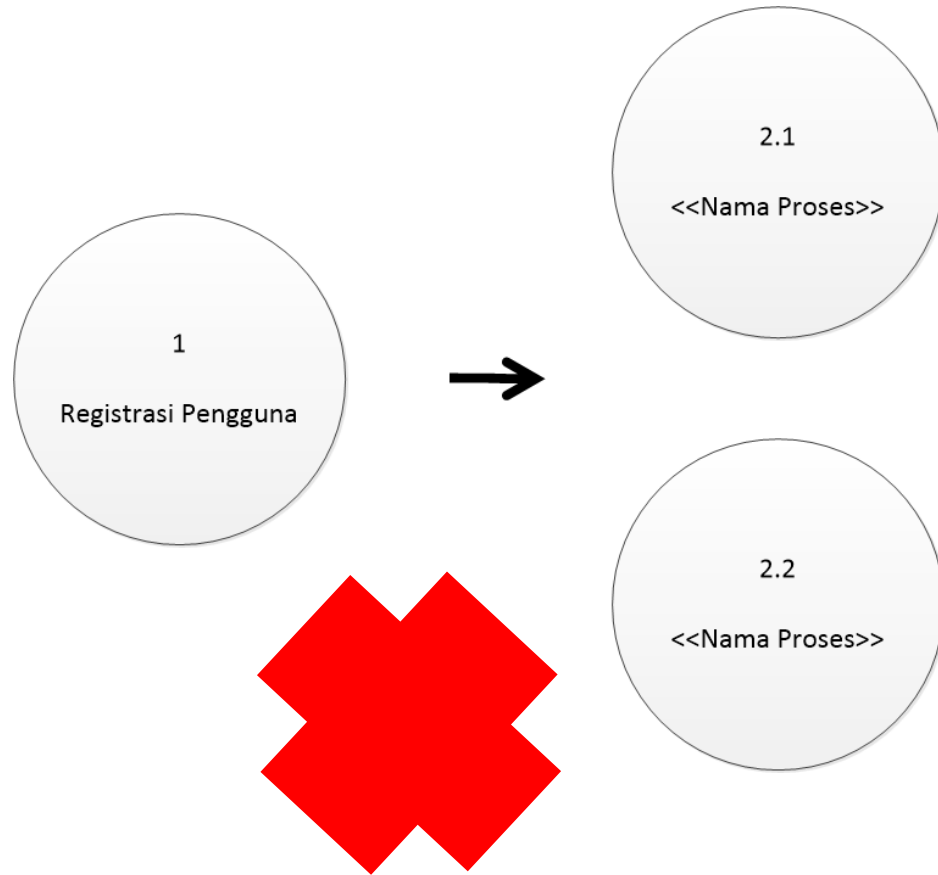 1
Registrasi Pengguna
2.1
<<Nama Proses>>
2.2
<<Nama Proses>>